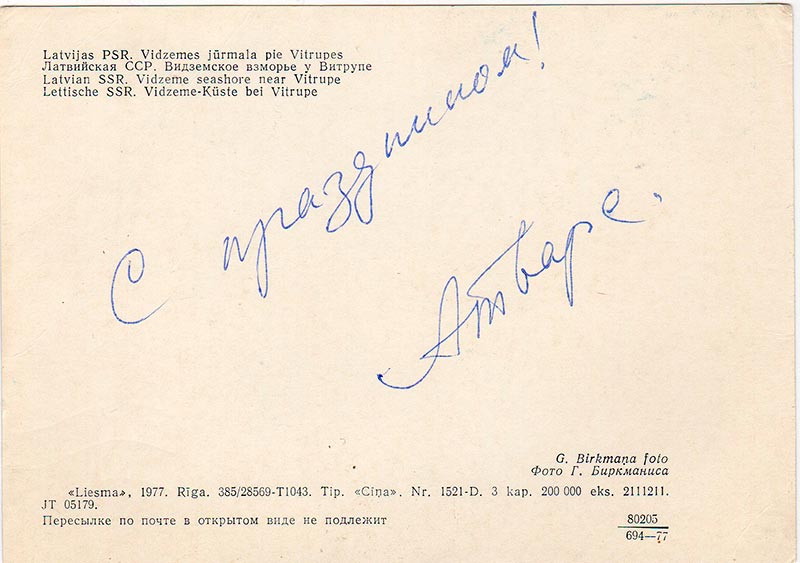 Latvijas PSR. Vidzemes jūrmala pie Vitrupes
Латвийская ССР. Видземское взморье у Витрупе
Latvian SSR. Vidzeme seashore near Vitrupe
Lettische SSR. Vidzeme-Küste bei Vitrupe
С праздником!
Атваре.
G. Birkmaņa foto
Фото Г. Биркманиса
«Liesma», 1977. Rīga. 385/28569-T1043. Tip. «Cīņa». Nr. 1521-D. 3 kap. 200 000 eks. 2111211.
JT 05179.
Пересылке по почте в открытом виде не подлежит
80205
694—77